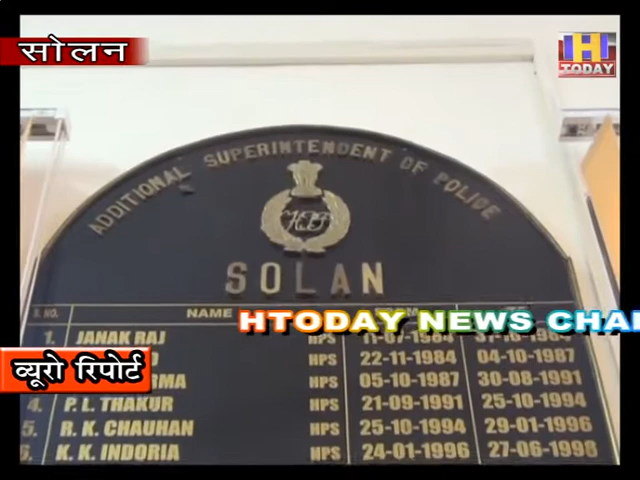 सोलन
H
TODAY
ADDITIONAL SUPERINTENDENT OF POLICE
SOLAN
S. NO. NAME
HTODAY NEWS CHA
1. JANAK RAJ HPS
HPS 22-11-1984 04-10-1987
ब्यूरो रिपोर्ट
RMA HPS 05-10-1987 30-08-1991
4. P. L. THAKUR HPS 21-09-1991 25-10-1994
5. R. K. CHAUHAN HPS 25-10-1994 29-01-1996
6. K. K. INDORIA HPS 24-01-1996 27-06-1998